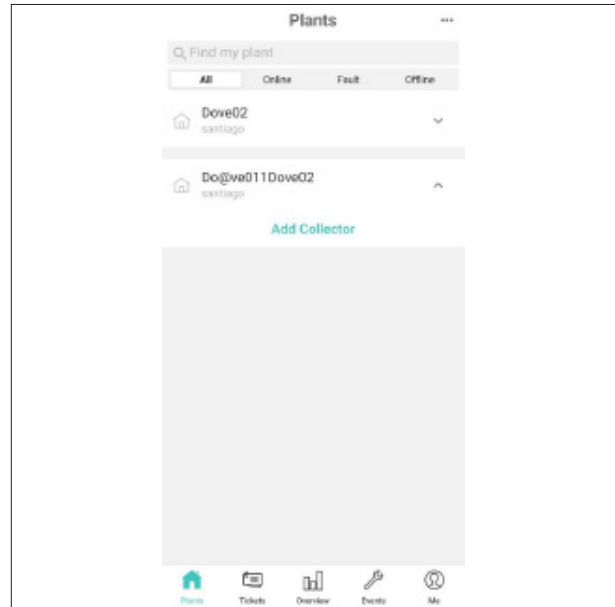 Plants
Find my plant
All Online Fault Offline
Dove02
santiago
Do@ve011Dove02
santiago
Add Collector
Plants Tickets Overview Events Me